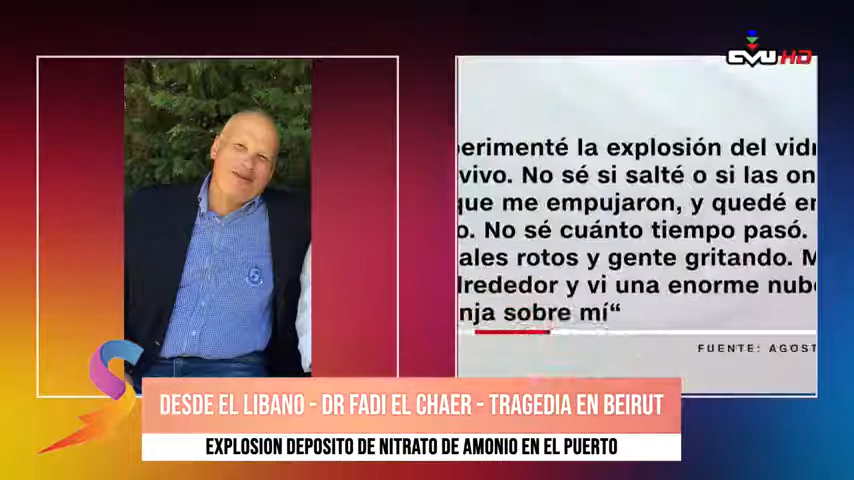 CVU HD
perimenté la explosión del vidr
vivo. No sé si salté o si las on
que me empujaron, y quedé en
o. No sé cuánto tiempo pasó.
ales rotos y gente gritando. M
lrededor y vi una enorme nube
nja sobre mí“
FUENTE: AGOST
DESDE EL LIBANO - DR FADI EL CHAER - TRAGEDIA EN BEIRUT
EXPLOSION DEPOSITO DE NITRATO DE AMONIO EN EL PUERTO